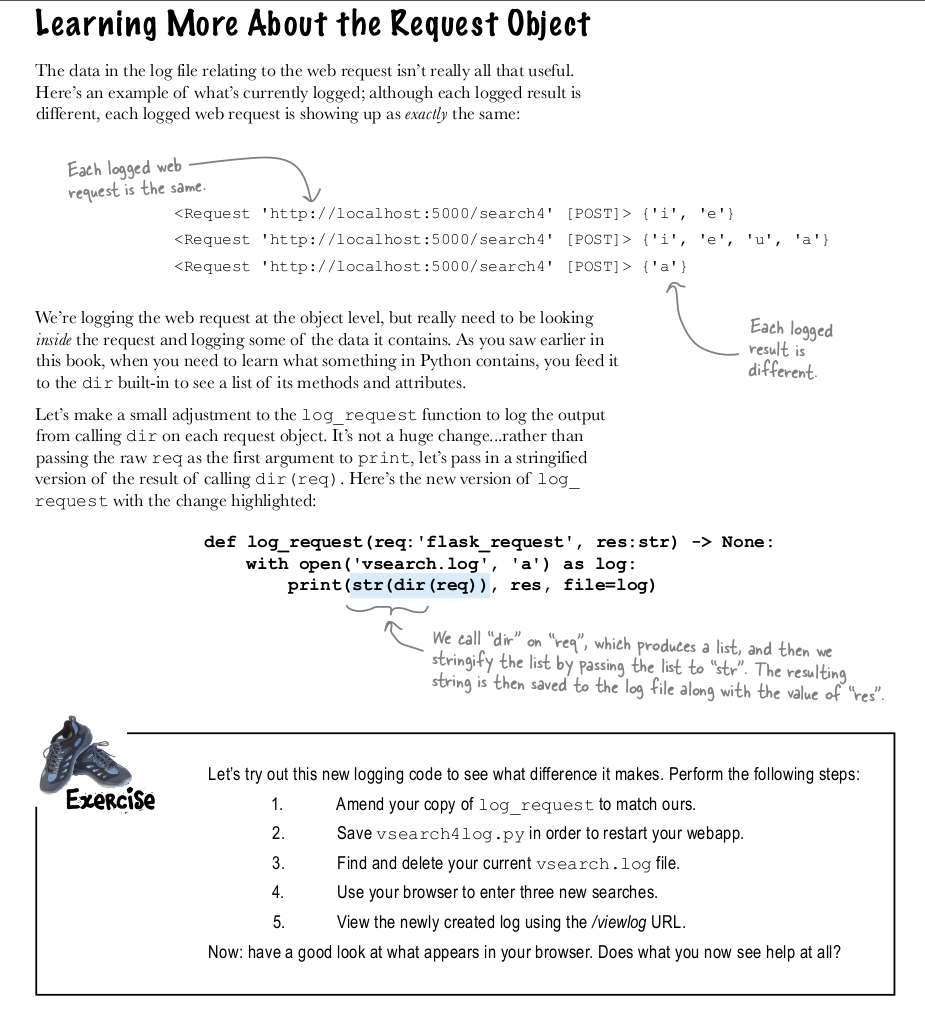 Learning More About the Request Object
The data in the log file relating to the web request isn't really all that useful.
Here's an example of what's currently logged; although each logged result is
different, each logged web request is showing up as exactly the same:
Each logged web
request is the same.
<Request 'http://localhost:5000/search4' [POST]> {'i', 'e'}
<Request 'http://localhost:5000/search4' [POST]> {'i', 'e', 'u', 'a'}
<Request 'http://localhost:5000/search4' [POST]> {'a'}
We're logging the web request at the object level, but really need to be looking
inside the request and logging some of the data it contains. As you saw earlier in
this book, when you need to learn what something in Python contains, you feed it
to the dir built-in to see a list of its methods and attributes.
Each logged
result is
different.
Let's make a small adjustment to the log_request function to log the output
from calling dir on each request object. It's not a huge change...rather than
passing the raw req as the first argument to print, let's pass in a stringified
version of the result of calling dir(req). Here's the new version of log_
request with the change highlighted:
def log_request(req:'flask_request', res:str) -> None:
with open('vsearch.log', 'a') as log:
print(str(dir(req)), res, file=log)
We call "dir" on "req", which produces a list, and then we
stringify the list by passing the list to "str". The resulting
string is then saved to the log file along with the value of "res".
Exercise
Let's try out this new logging code to see what difference it makes. Perform the following steps:
1. Amend your copy of log_request to match ours.
2. Save vsearch4log.py in order to restart your webapp.
3. Find and delete your current vsearch.log file.
4. Use your browser to enter three new searches.
5. View the newly created log using the /viewlog URL.
Now: have a good look at what appears in your browser. Does what you now see help at all?